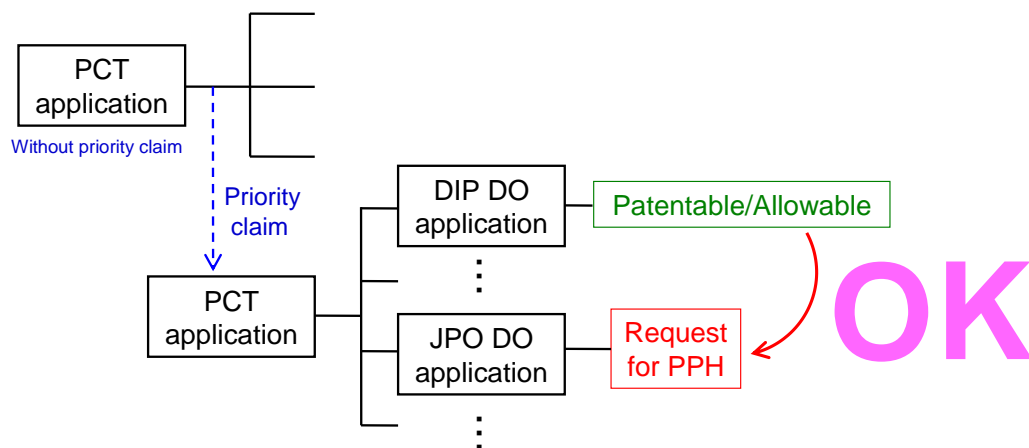 PCT
application
Without priority claim
Priority
claim
PCT
application
DIP DO
application
Patentable/Allowable
JPO DO
application
Request
for PPH
OK